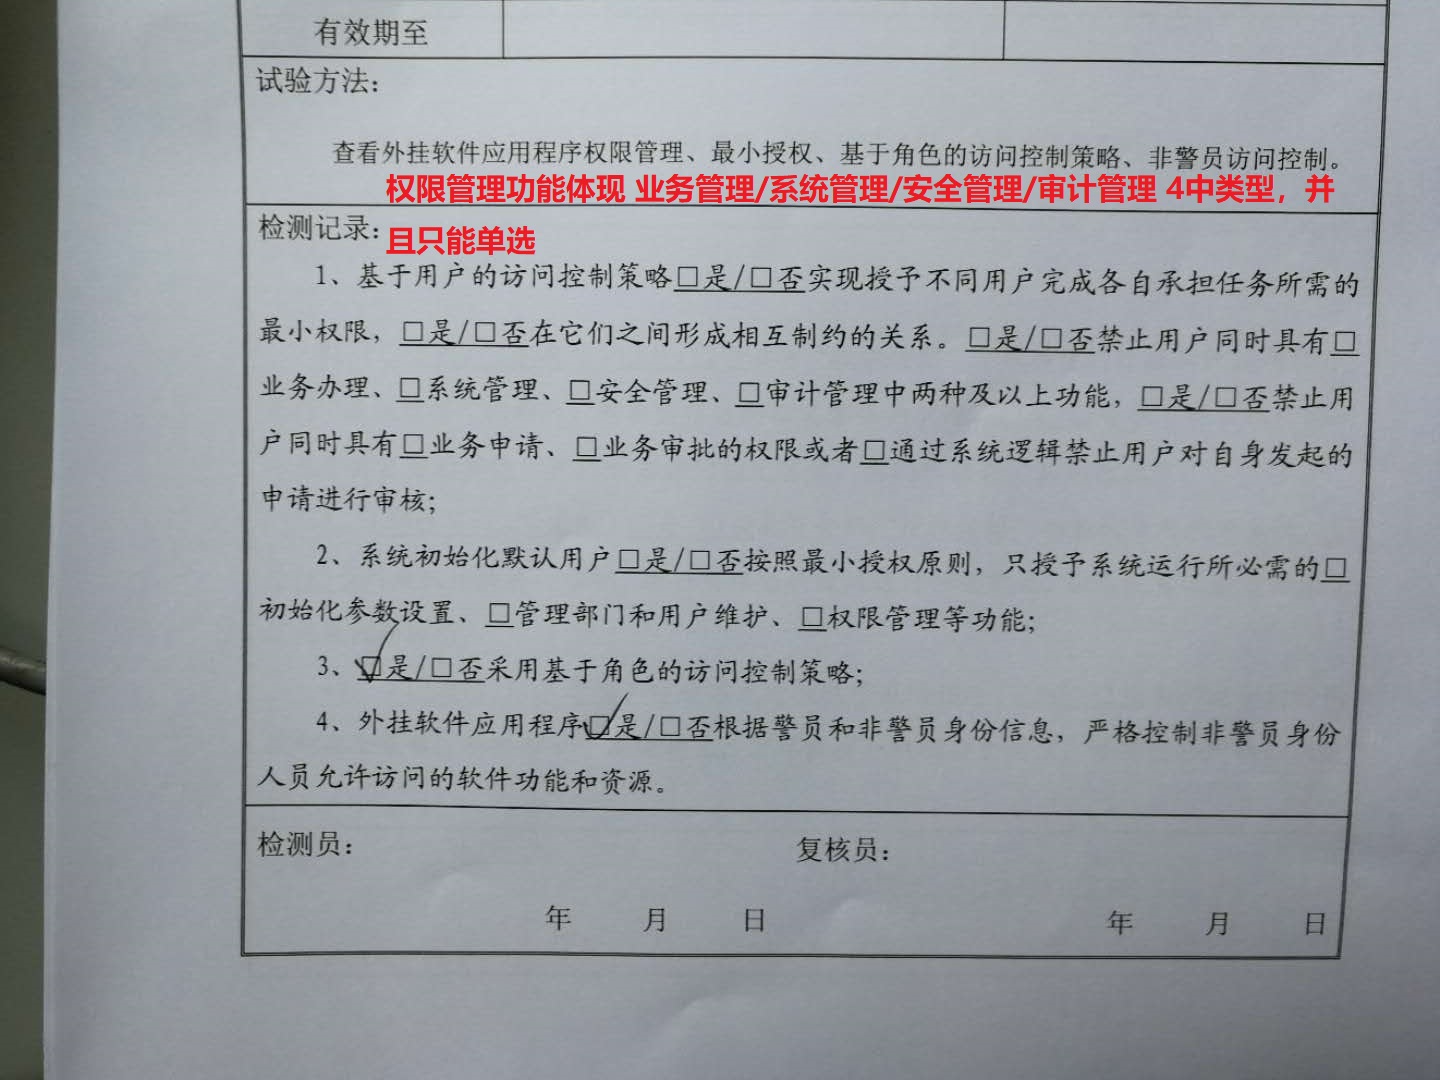 有效期至
试验方法：
查看外挂软件应用程序权限管理、最小授权、基于角色的访问控制策略、非警员访问控制。
权限管理功能体现 业务管理/系统管理/安全管理/审计管理 4中类型，并
检测记录：
且只能单选
1、基于用户的访问控制策略□是/□否实现授予不同用户完成各自承担任务所需的
最小权限，□是/□否在它们之间形成相互制约的关系。□是/□否禁止用户同时具有□
业务办理、□系统管理、□安全管理、□审计管理中两种及以上功能，□是/□否禁止用
户同时具有□业务申请、□业务审批的权限或者□通过系统逻辑禁止用户对自身发起的
申请进行审核；
2、系统初始化默认用户□是/□否按照最小授权原则，只授予系统运行所必需的□
初始化参数设置、□管理部门和用户维护、□权限管理等功能；
3、☑是/□否采用基于角色的访问控制策略；
4、外挂软件应用程序☑是/□否根据警员和非警员身份信息，严格控制非警员身份
人员允许访问的软件功能和资源。
检测员： 复核员：
年 月 日 年 月 日